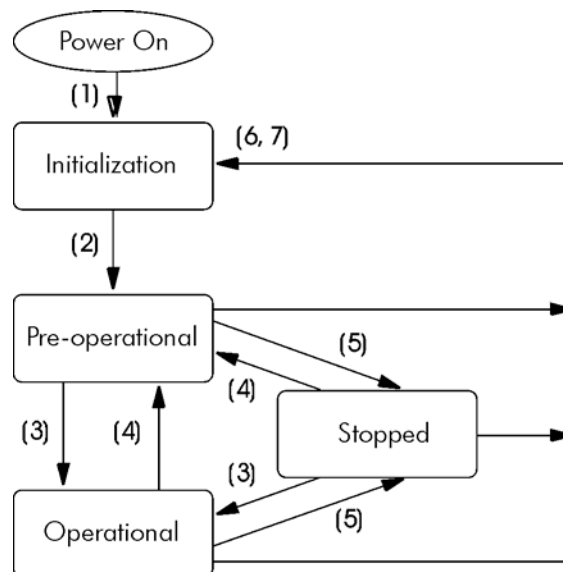 Power On
(1)
Initialization
(6, 7)
(2)
Pre-operational
(5)
(4)
(3)
(4)
Stopped
(3)
(5)
Operational